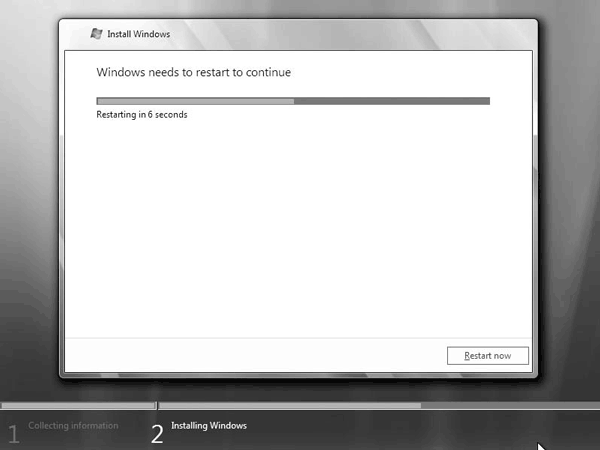 Install Windows
Windows needs to restart to continue
Restarting in 6 seconds
Restart now
1 Collecting information
2 Installing Windows